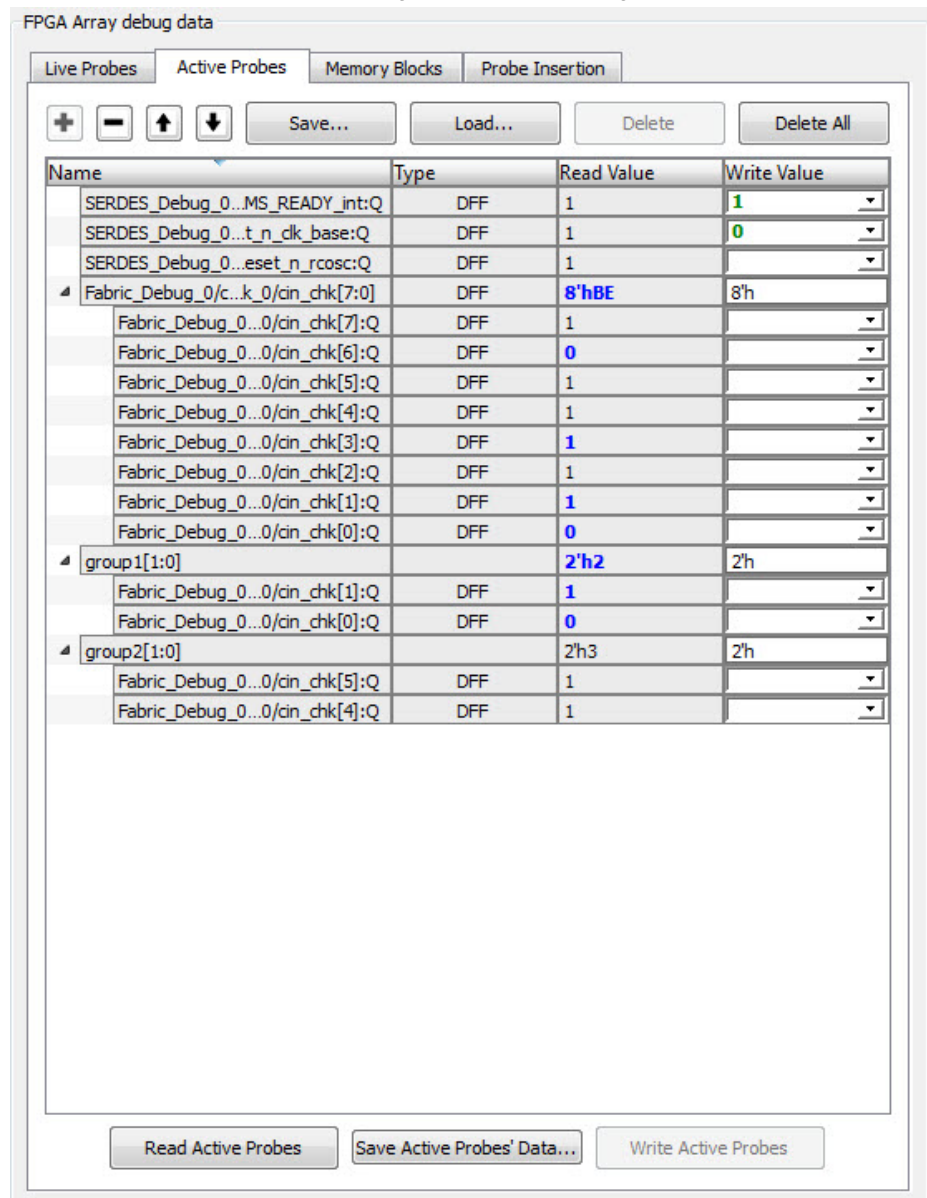 FPGA Array debug data
Live Probes Active Probes Memory Blocks Probe Insertion
Save... Load... Delete Delete All
Name Type Read Value Write Value
SERDES_Debug_0...MS_READY_int:Q DFF 1 1
SERDES_Debug_0...t_n_clk_base:Q DFF 1 0
SERDES_Debug_0...eset_n_rcosc:Q DFF 1
Fabric_Debug_0/c...k_0/cin_chk[7:0] DFF 8'hBE 8'h
Fabric_Debug_0...0/cin_chk[7]:Q DFF 1
Fabric_Debug_0...0/cin_chk[6]:Q DFF 0
Fabric_Debug_0...0/cin_chk[5]:Q DFF 1
Fabric_Debug_0...0/cin_chk[4]:Q DFF 1
Fabric_Debug_0...0/cin_chk[3]:Q DFF 1
Fabric_Debug_0...0/cin_chk[2]:Q DFF 1
Fabric_Debug_0...0/cin_chk[1]:Q DFF 1
Fabric_Debug_0...0/cin_chk[0]:Q DFF 0
group1[1:0] 2'h2 2'h
Fabric_Debug_0...0/cin_chk[1]:Q DFF 1
Fabric_Debug_0...0/cin_chk[0]:Q DFF 0
group2[1:0] 2'h3 2'h
Fabric_Debug_0...0/cin_chk[5]:Q DFF 1
Fabric_Debug_0...0/cin_chk[4]:Q DFF 1
Read Active Probes Save Active Probes' Data... Write Active Probes